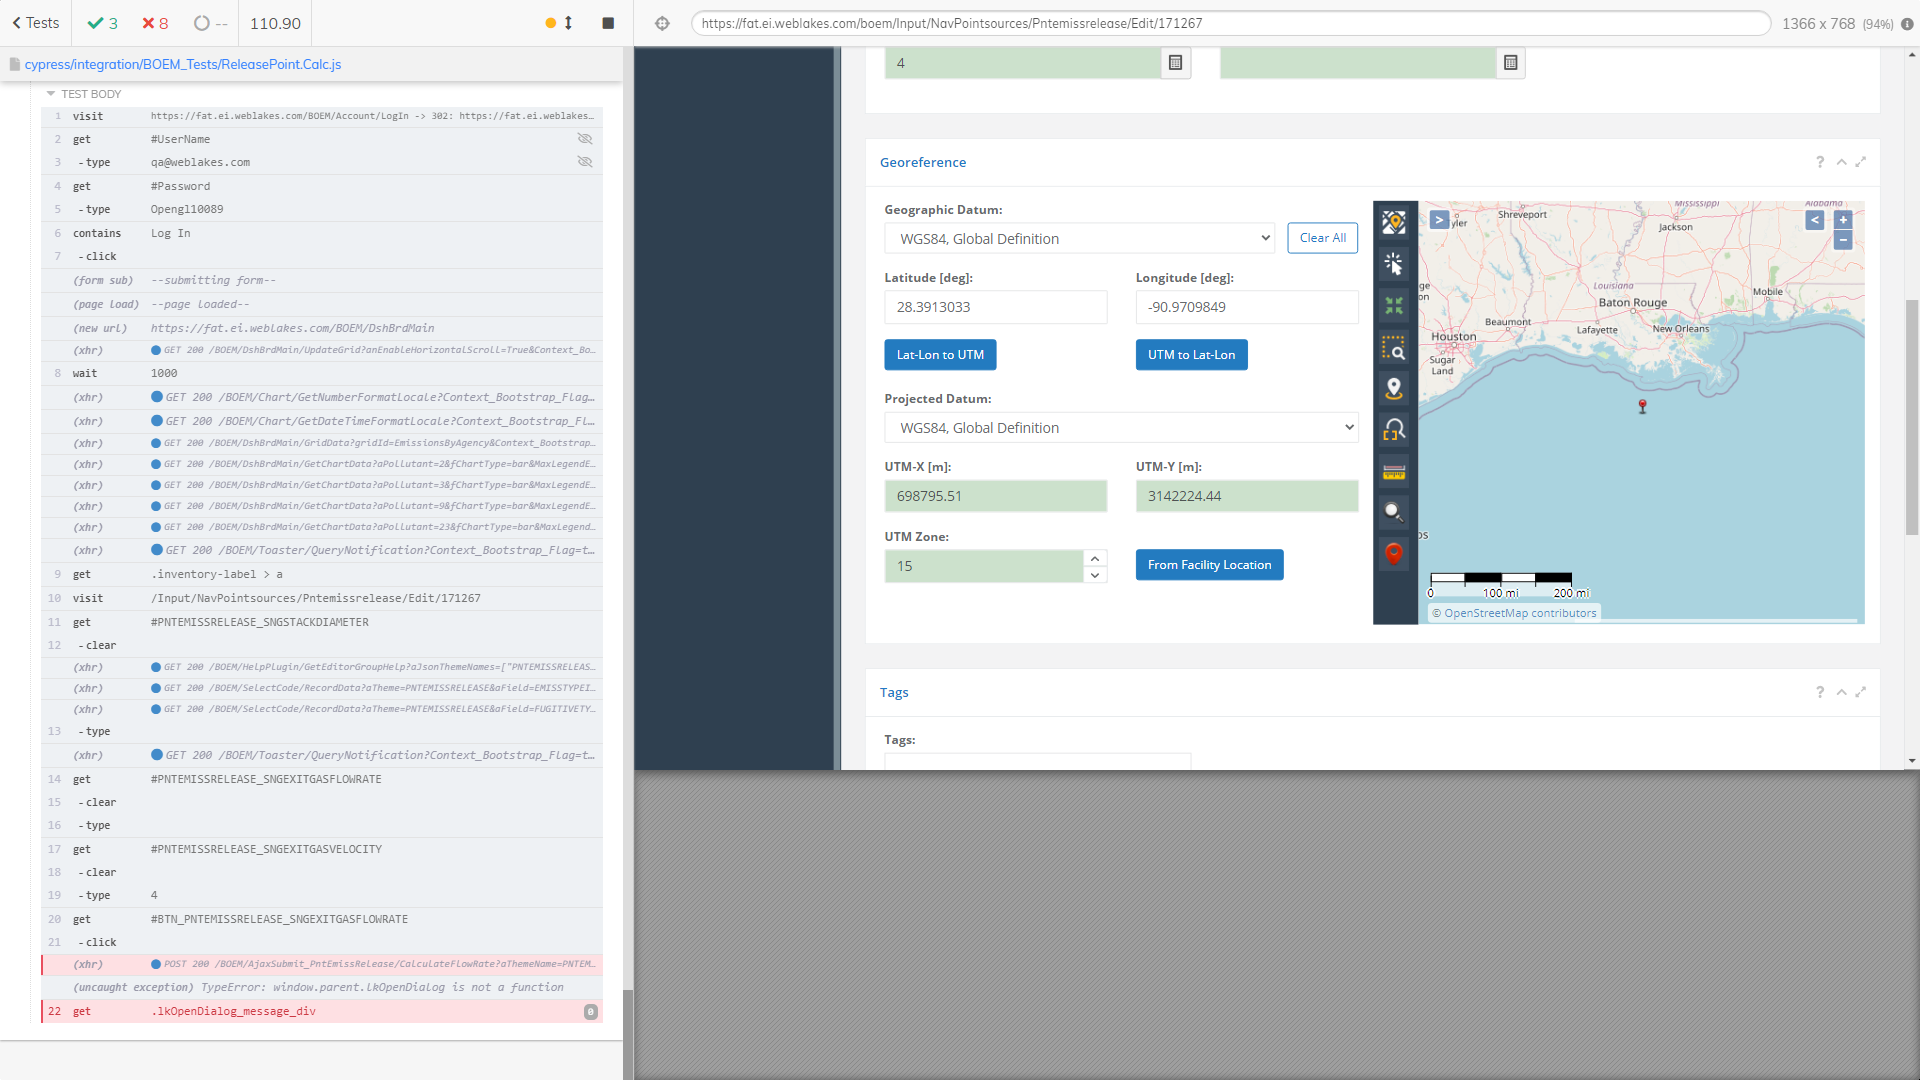 Tests
3
8
--
110.90
https://fat.ei.weblakes.com/boem/Input/NavPointsources/Pntemissrelease/Edit/171267
1366 x 768 (94%)
cypress/integration/BOEM_Tests/ReleasePoint.Calc.js
TEST BODY
1 visit https://fat.ei.weblakes.com/BOEM/Account/LogIn -> 302: https://fat.ei.weblakes...
2 get #UserName
3 -type qa@weblakes.com
4 get #Password
5 -type Opengl10089
6 contains Log In
7 -click
(form sub) --submitting form--
(page load) --page loaded--
(new url) https://fat.ei.weblakes.com/BOEM/DshBrdMain
(xhr) GET 200 /BOEM/DshBrdMain/UpdateGrid?anEnableHorizontalScroll=True&Context_Bo...
8 wait 1000
(xhr) GET 200 /BOEM/Chart/GetNumberFormatLocale?Context_Bootstrap_Flag...
(xhr) GET 200 /BOEM/Chart/GetDateTimeFormatLocale?Context_Bootstrap_Fl...
(xhr) GET 200 /BOEM/DshBrdMain/GridData?gridId=EmissionsByAgency&Context_Bootstrap...
(xhr) GET 200 /BOEM/DshBrdMain/GetChartData?aPollutant=2&fChartType=bar&MaxLegendE...
(xhr) GET 200 /BOEM/DshBrdMain/GetChartData?aPollutant=3&fChartType=bar&MaxLegendE...
(xhr) GET 200 /BOEM/DshBrdMain/GetChartData?aPollutant=9&fChartType=bar&MaxLegendE...
(xhr) GET 200 /BOEM/DshBrdMain/GetChartData?aPollutant=23&fChartType=bar&MaxLegend...
(xhr) GET 200 /BOEM/Toaster/QueryNotification?Context_Bootstrap_Flag=t...
9 get .inventory-label > a
10 visit /Input/NavPointsources/Pntemissrelease/Edit/171267
11 get #PNTEMISSRELEASE_SNGSTACKDIAMETER
12 -clear
(xhr) GET 200 /BOEM/HelpPlugin/GetEditorGroupHelp?aJsonThemeNames=["PNTEMISSRELEAS...
(xhr) GET 200 /BOEM/SelectCode/RecordData?aTheme=PNTEMISSRELEASE&aField=EMISSTYPEI...
(xhr) GET 200 /BOEM/SelectCode/RecordData?aTheme=PNTEMISSRELEASE&aField=FUGITIVETY...
13 -type
(xhr) GET 200 /BOEM/Toaster/QueryNotification?Context_Bootstrap_Flag=t...
14 get #PNTEMISSRELEASE_SNGEXITGASFLOWRATE
15 -clear
16 -type
17 get #PNTEMISSRELEASE_SNGEXITGASVELOCITY
18 -clear
19 -type 4
20 get #BTN_PNTEMISSRELEASE_SNGEXITGASFLOWRATE
21 -click
(xhr) POST 200 /BOEM/AjaxSubmit_PntEmissRelease/CalculateFlowRate?aThemeName=PNTEM...
(uncaught exception) TypeError: window.parent.lkOpenDialog is not a function
22 get .lkOpenDialog_message_div 0
4
Georeference
?
Geographic Datum:
WGS84, Global Definition
Clear All
Latitude [deg]: Longitude [deg]:
28.3913033 -90.9709849
Lat-Lon to UTM UTM to Lat-Lon
Projected Datum:
WGS84, Global Definition
UTM-X [m]: UTM-Y [m]:
698795.51 3142224.44
UTM Zone:
15 From Facility Location
> < + −
Mississippi Alabama
yler Shreveport
Jackson
ge Louisiana Mobile
on Baton Rouge
Beaumont Lafayette New Orleans
Houston
Sugar
Land
os
0 100 mi 200 mi
© OpenStreetMap contributors
Tags
?
Tags: